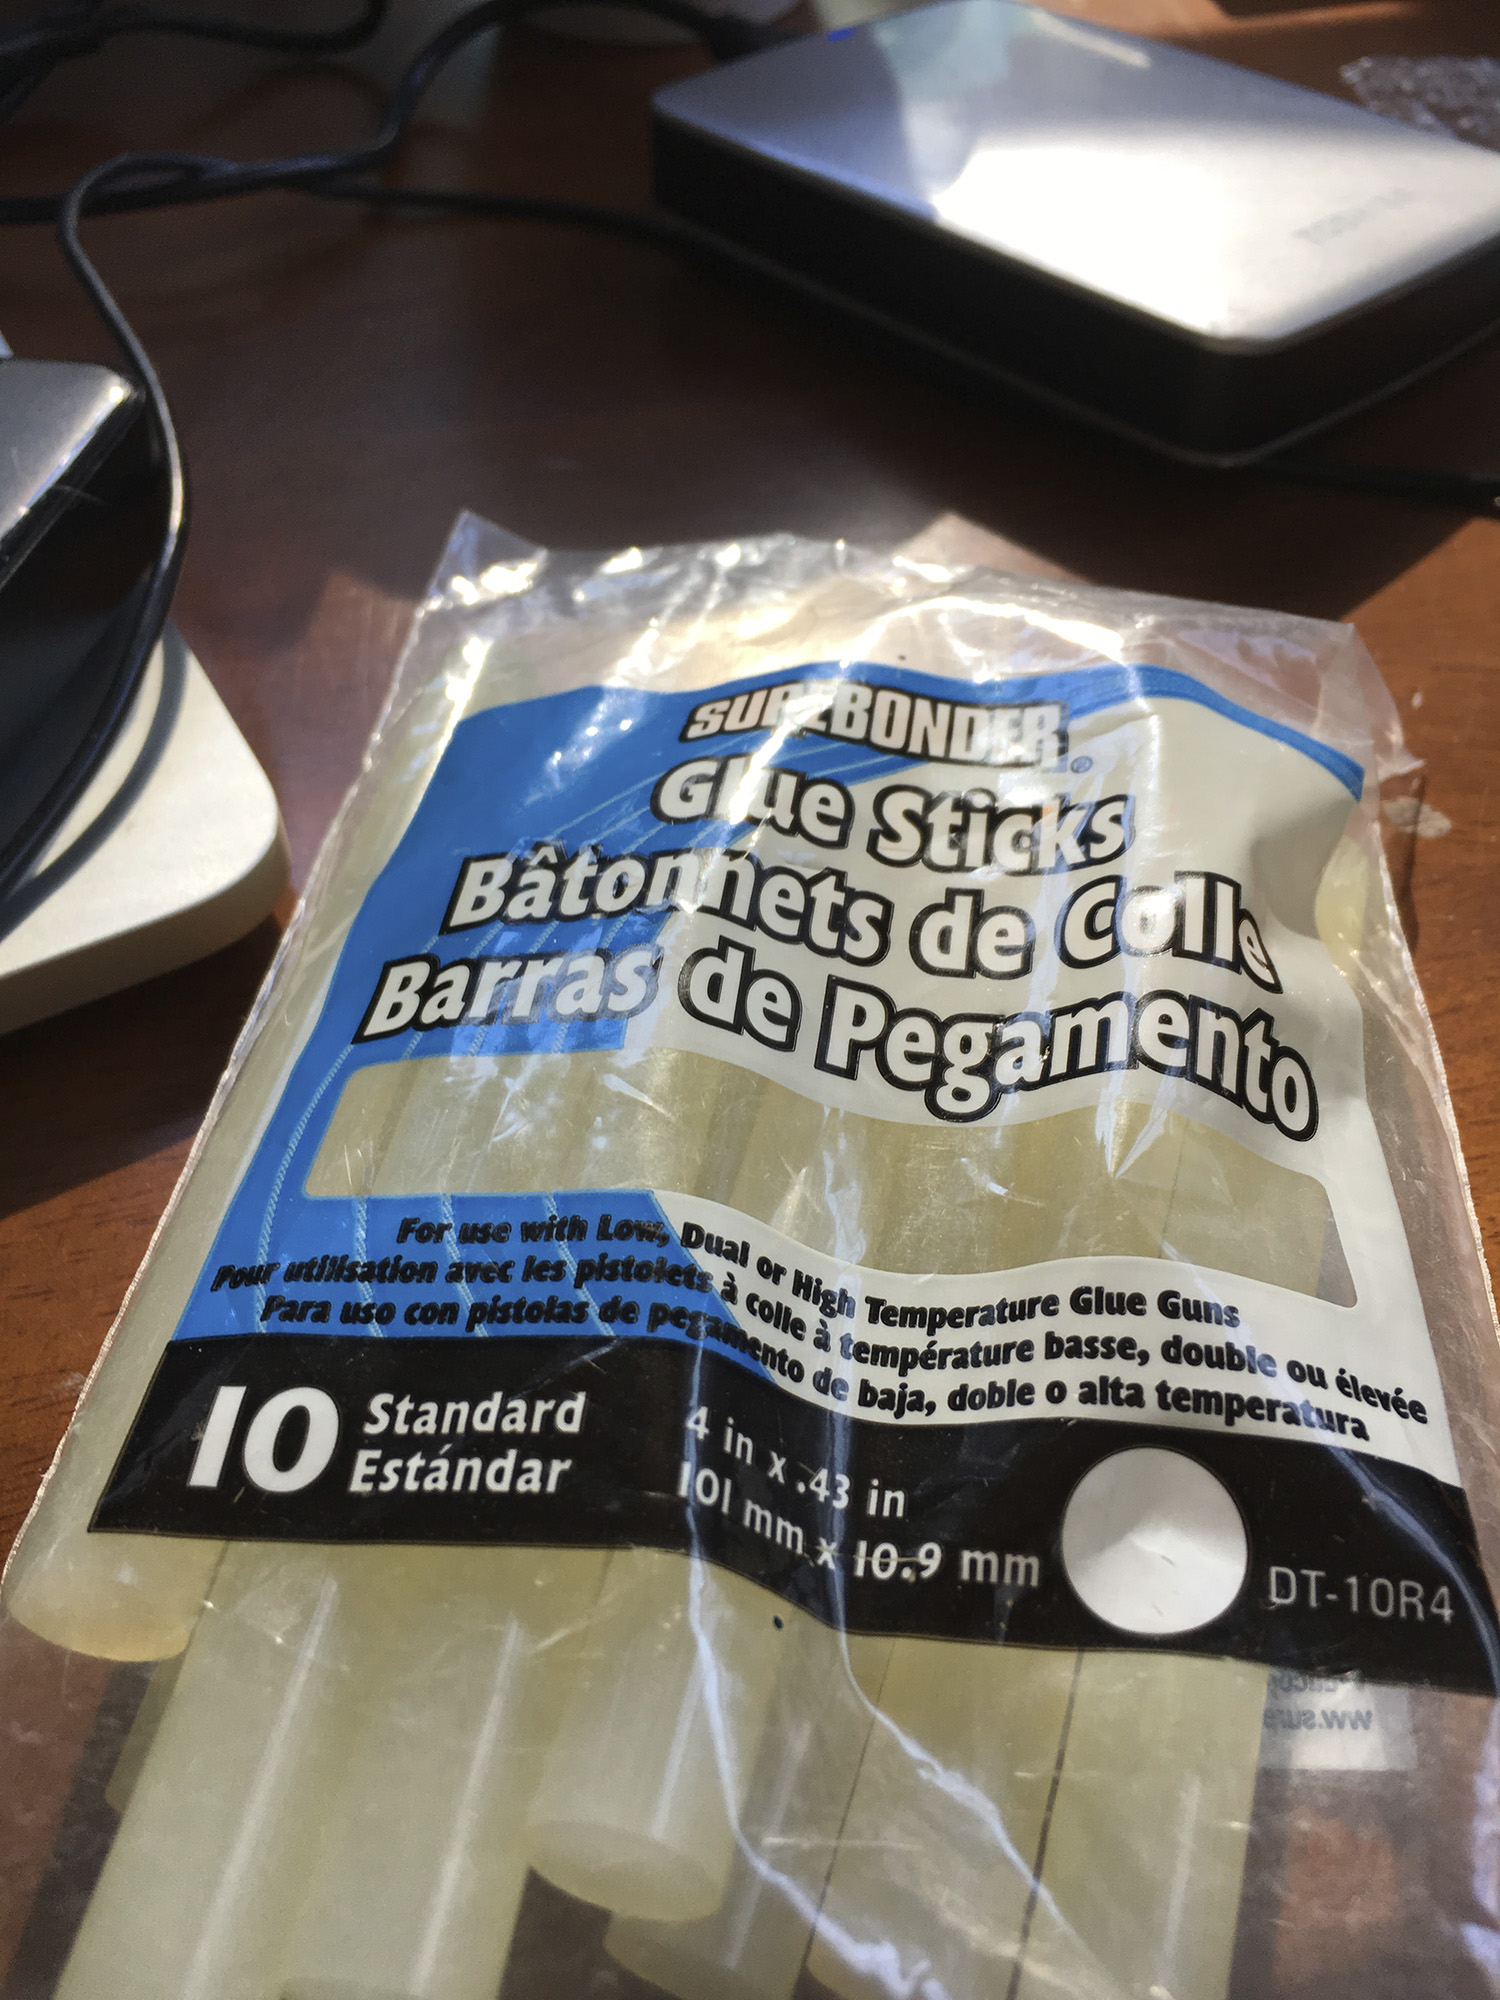 SUREBONDER®
Glue Sticks
Bâtonnets de Colle
Barras de Pegamento
For use with Low, Dual or High Temperature Glue Guns
Pour utilisation avec les pistolets à colle à température basse, double ou élevée
Para uso con pistolas de pegamento de baja, doble o alta temperatura
10 Standard
Estándar
4 in x .43 in
101 mm x 10.9 mm
DT-10R4